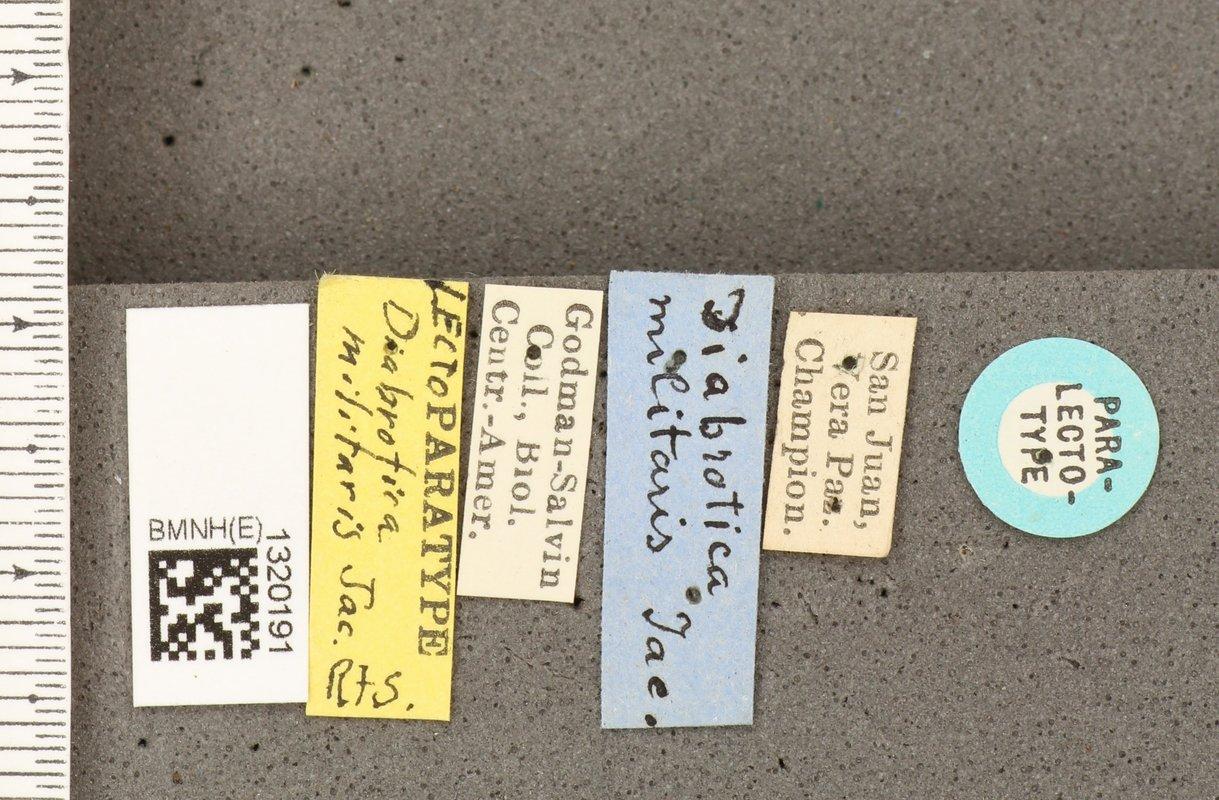 BMNH(E)
1320191
LECTOPARATYPE
Diabrotica
militaris Jac.
R+S.
Godman-Salvin
Coll., Biol.
Centr.-Amer.
Diabrotica
militaris Jac.
San Juan,
Vera Paz.
Champion.
PARA-
LECTO-
TYPE